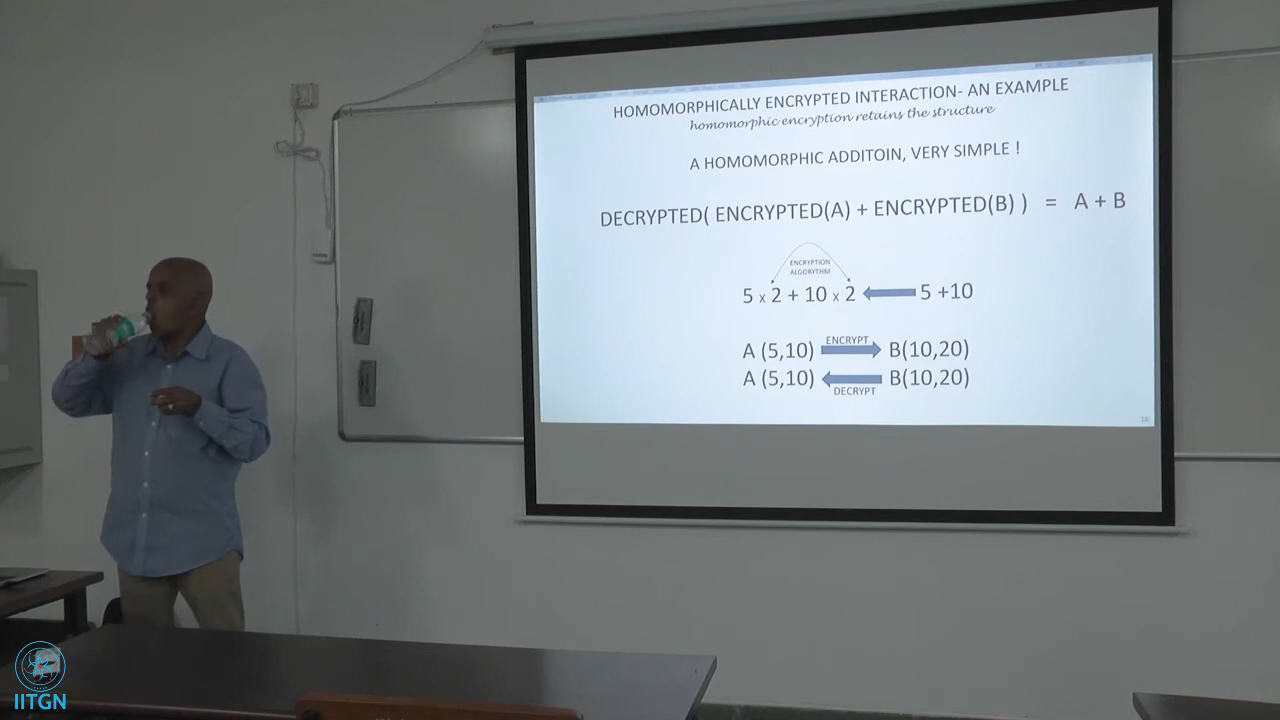 HOMOMORPHICALLY ENCRYPTED INTERACTION- AN EXAMPLE
homomorphic encryption retains the structure
A HOMOMORPHIC ADDITOIN, VERY SIMPLE !
DECRYPTED( ENCRYPTED(A) + ENCRYPTED(B) ) = A + B
ENCRYPTION
ALGORYTHM
5 x 2 + 10 x 2 5 +10
A (5,10) ENCRYPT B(10,20)
A (5,10) DECRYPT B(10,20)
18
IITGN